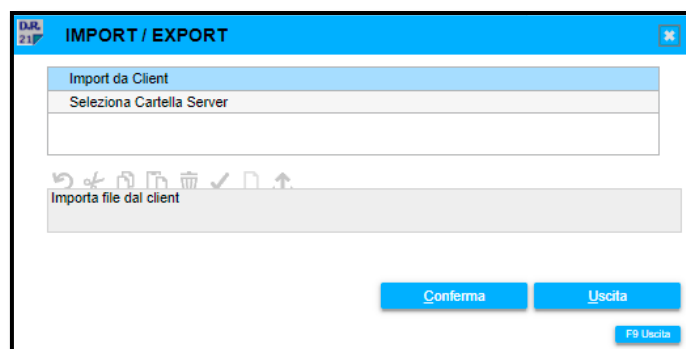 D.R.
21
IMPORT / EXPORT
Import da Client
Seleziona Cartella Server
Importa file dal client
Conferma
Uscita
F9 Uscita